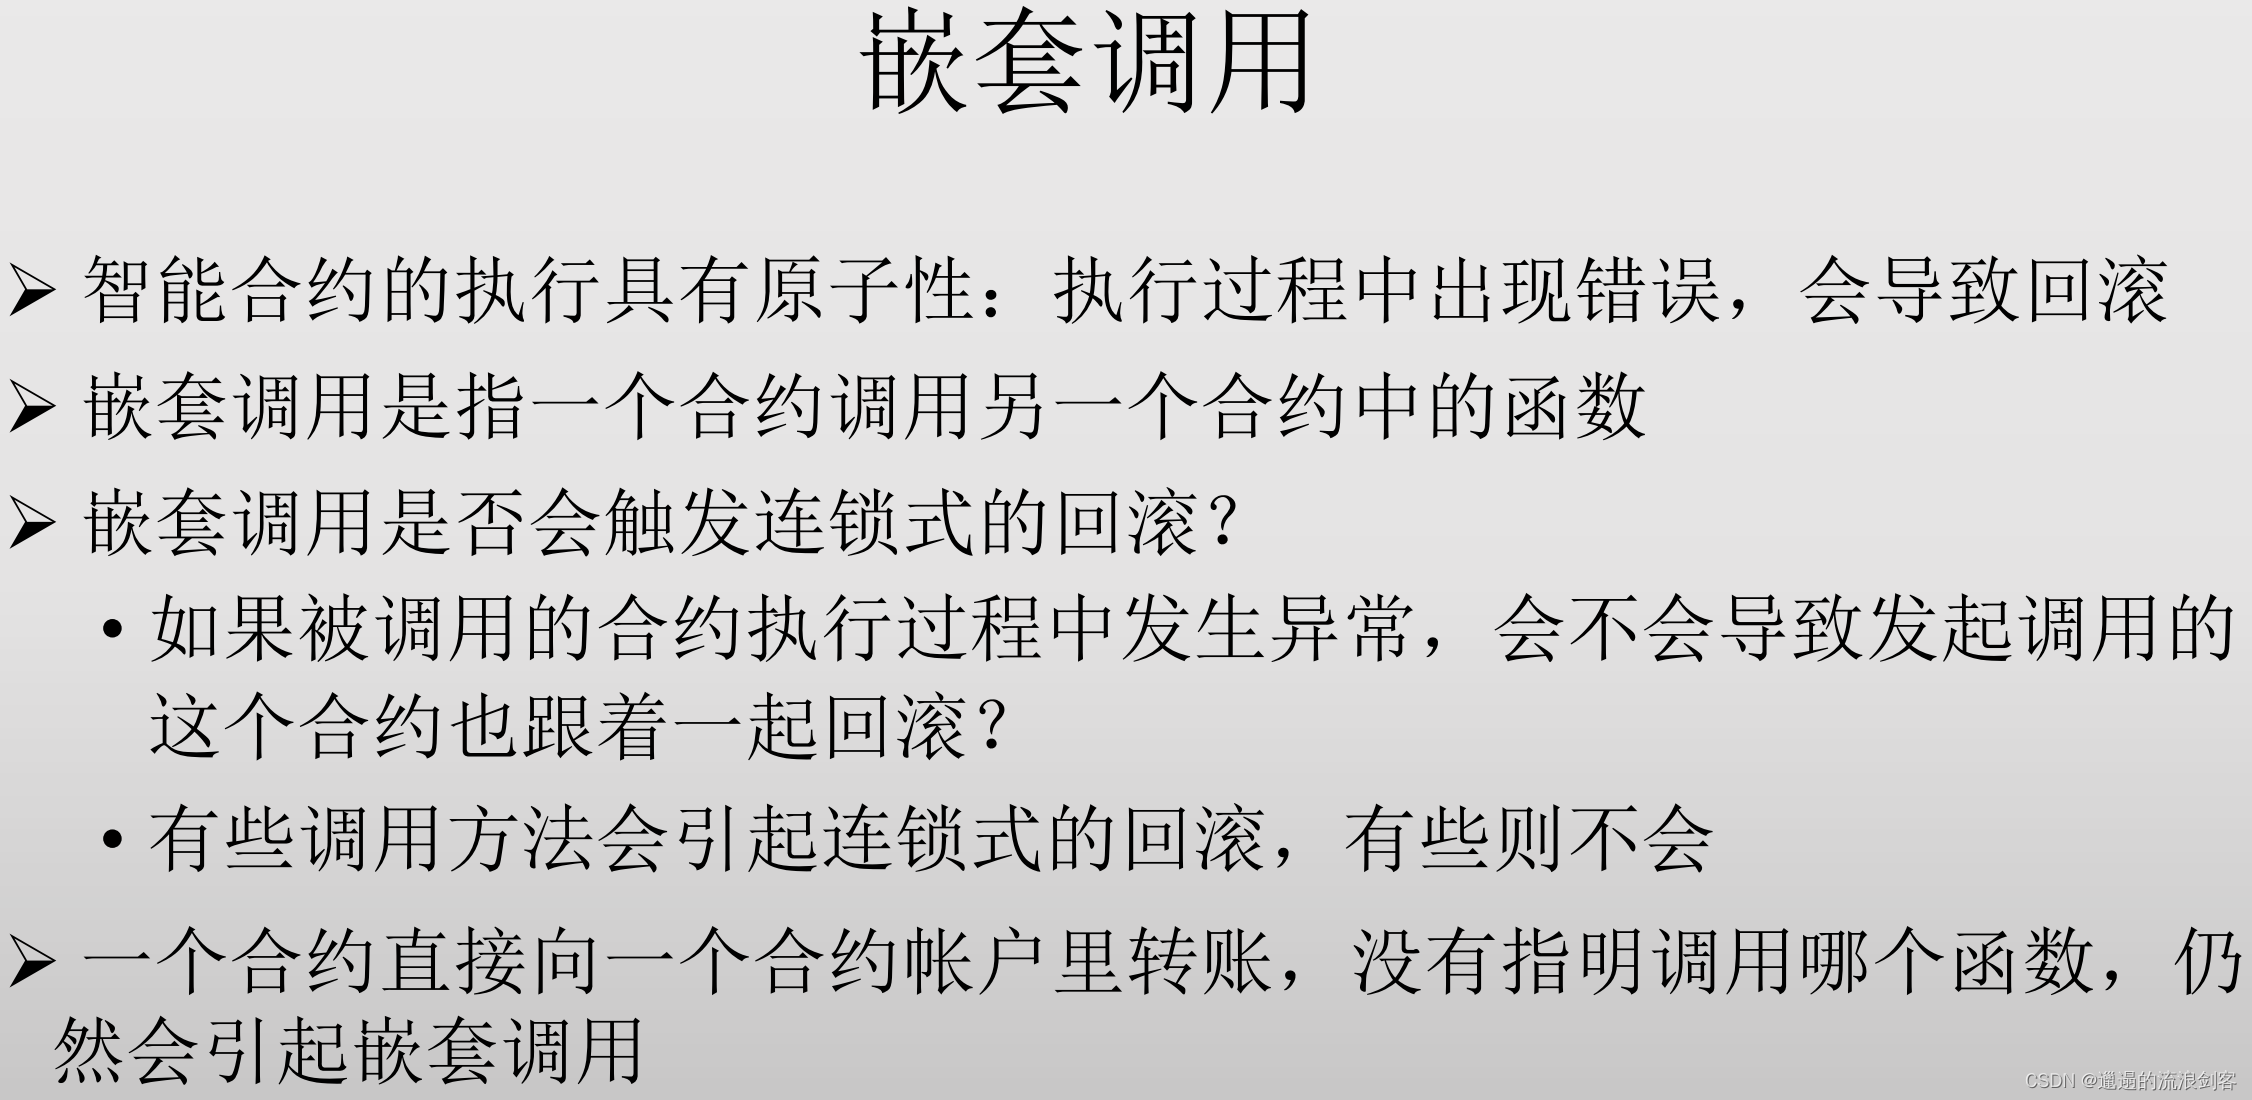 嵌套调用
➢ 智能合约的执行具有原子性：执行过程中出现错误，会导致回滚
➢ 嵌套调用是指一个合约调用另一个合约中的函数
➢ 嵌套调用是否会触发连锁式的回滚？
• 如果被调用的合约执行过程中发生异常，会不会导致发起调用的
这个合约也跟着一起回滚？
• 有些调用方法会引起连锁式的回滚，有些则不会
➢ 一个合约直接向一个合约帐户里转账，没有指明调用哪个函数，仍
然会引起嵌套调用
CSDN @邋遢的流浪剑客